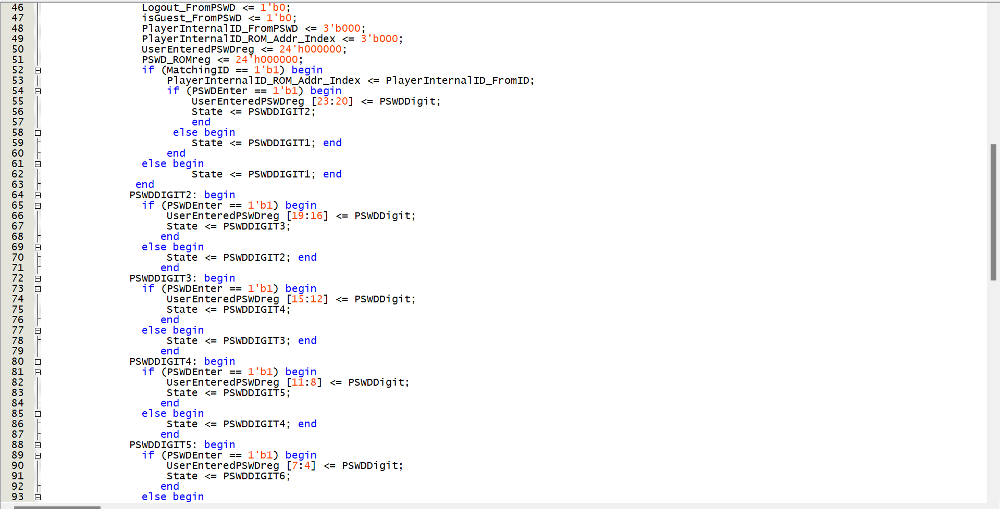 46 Logout_FromPSWD <= 1'b0;
47 isGuest_FromPSWD <= 1'b0;
48 PlayerInternalID_FromPSWD <= 3'b000;
49 PlayerInternalID_ROM_Addr_Index <= 3'b000;
50 UserEnteredPSWDreg <= 24'h000000;
51 PSWD_ROMreg <= 24'h000000;
52 if (MatchingID == 1'b1) begin
53 PlayerInternalID_ROM_Addr_Index <= PlayerInternalID_FromID;
54 if (PSWDEnter == 1'b1) begin
55 UserEnteredPSWDreg [23:20] <= PSWDDigit;
56 State <= PSWDDIGIT2;
57 end
58 else begin
59 State <= PSWDDIGIT1; end
60 end
61 else begin
62 State <= PSWDDIGIT1; end
63 end
64 PSWDDIGIT2: begin
65 if (PSWDEnter == 1'b1) begin
66 UserEnteredPSWDreg [19:16] <= PSWDDigit;
67 State <= PSWDDIGIT3;
68 end
69 else begin
70 State <= PSWDDIGIT2; end
71 end
72 PSWDDIGIT3: begin
73 if (PSWDEnter == 1'b1) begin
74 UserEnteredPSWDreg [15:12] <= PSWDDigit;
75 State <= PSWDDIGIT4;
76 end
77 else begin
78 State <= PSWDDIGIT3; end
79 end
80 PSWDDIGIT4: begin
81 if (PSWDEnter == 1'b1) begin
82 UserEnteredPSWDreg [11:8] <= PSWDDigit;
83 State <= PSWDDIGIT5;
84 end
85 else begin
86 State <= PSWDDIGIT4; end
87 end
88 PSWDDIGIT5: begin
89 if (PSWDEnter == 1'b1) begin
90 UserEnteredPSWDreg [7:4] <= PSWDDigit;
91 State <= PSWDDIGIT6;
92 end
93 else begin